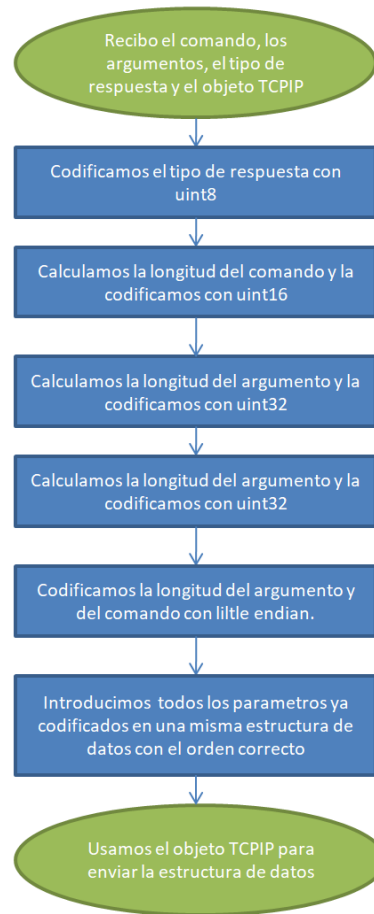 Recibo el comando, los
argumentos, el tipo de
respuesta y el objeto TCPIP
Codificamos el tipo de respuesta con
uint8
Calculamos la longitud del comando y la
codificamos con uint16
Calculamos la longitud del argumento y la
codificamos con uint32
Calculamos la longitud del argumento y la
codificamos con uint32
Codificamos la longitud del argumento y
del comando con liltle endian.
Introducimos todos los parametros ya
codificados en una misma estructura de
datos con el orden correcto
Usamos el objeto TCPIP para
enviar la estructura de datos